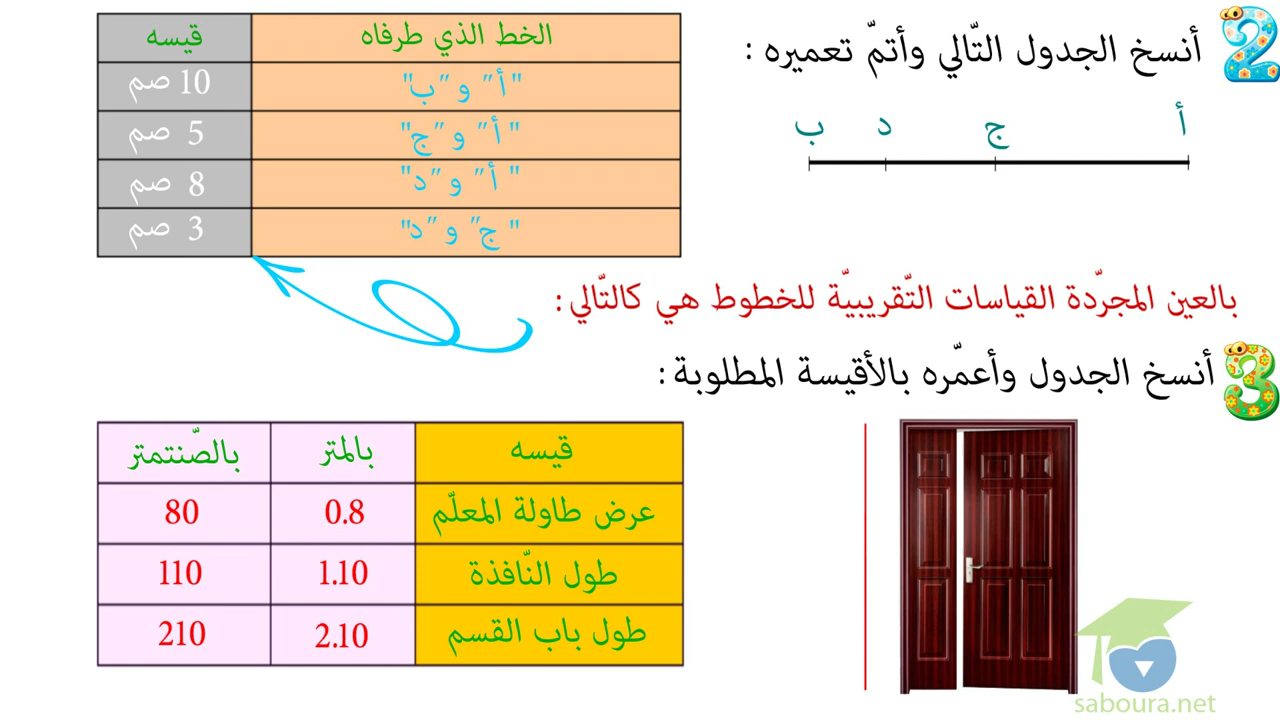 2 أنسخ الجدول التّالي وأتمّ تعميره :
أ ج د ب
الخط الذي طرفاه قيسه
"أ" و "ب" 10 صم
"أ" و "ج" 5 صم
"أ" و "د" 8 صم
"ج" و "د" 3 صم
بالعين المجرّدة القياسات التّقريبيّة للخطوط هي كالتّالي :
3 أنسخ الجدول وأعمّره بالأقيسة المطلوبة :
قيسه بالمتر بالصّنتمتر
عرض طاولة المعلّم 0.8 80
طول النّافذة 1.10 110
طول باب القسم 2.10 210
saboura.net